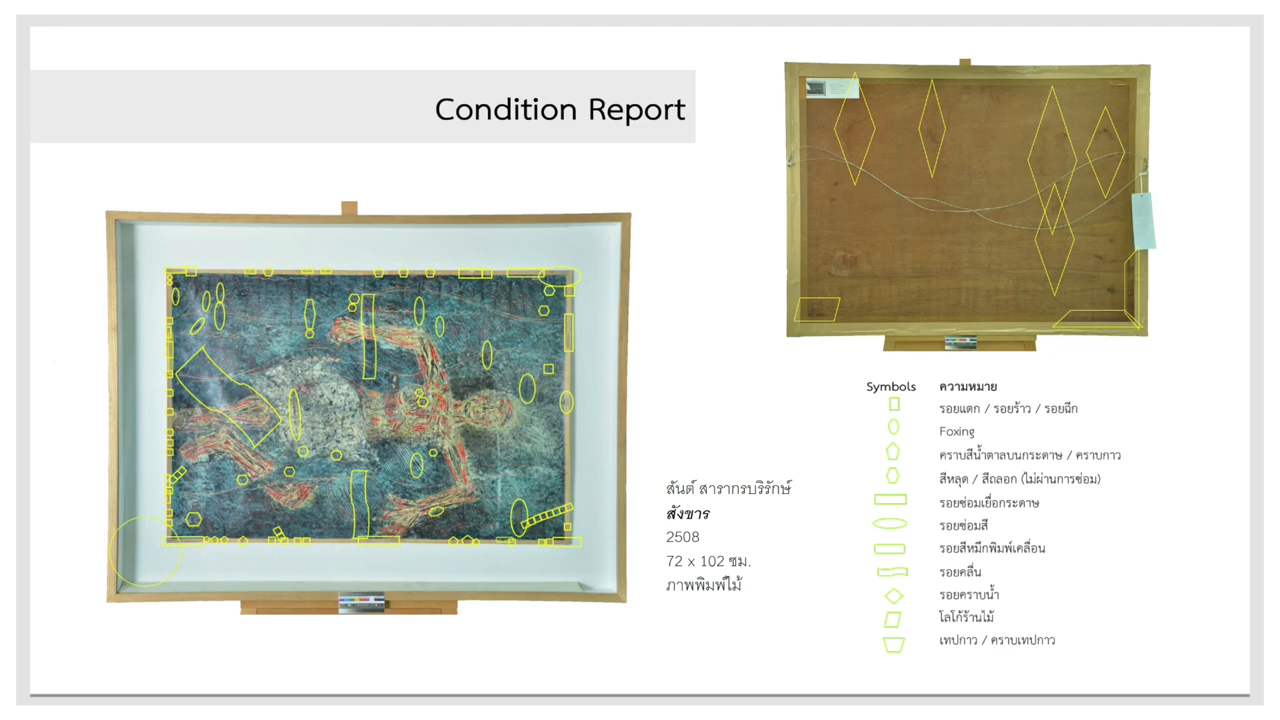 Condition Report
สันต์ สารากรบริรักษ์
สังขาร
2508
72 x 102 ซม.
ภาพพิมพ์ไม้
Symbols ความหมาย
รอยแตก / รอยร้าว / รอยฉีก
Foxing
คราบสีน้ำตาลบนกระดาษ / คราบกาว
สีหลุด / สีถลอก (ไม่ผ่านการซ่อม)
รอยซ่อมเยื่อกระดาษ
รอยซ่อมสี
รอยสีหมึกพิมพ์เคลื่อน
รอยคลื่น
รอยคราบน้ำ
โลโก้ร้านไม้
เทปกาว / คราบเทปกาว